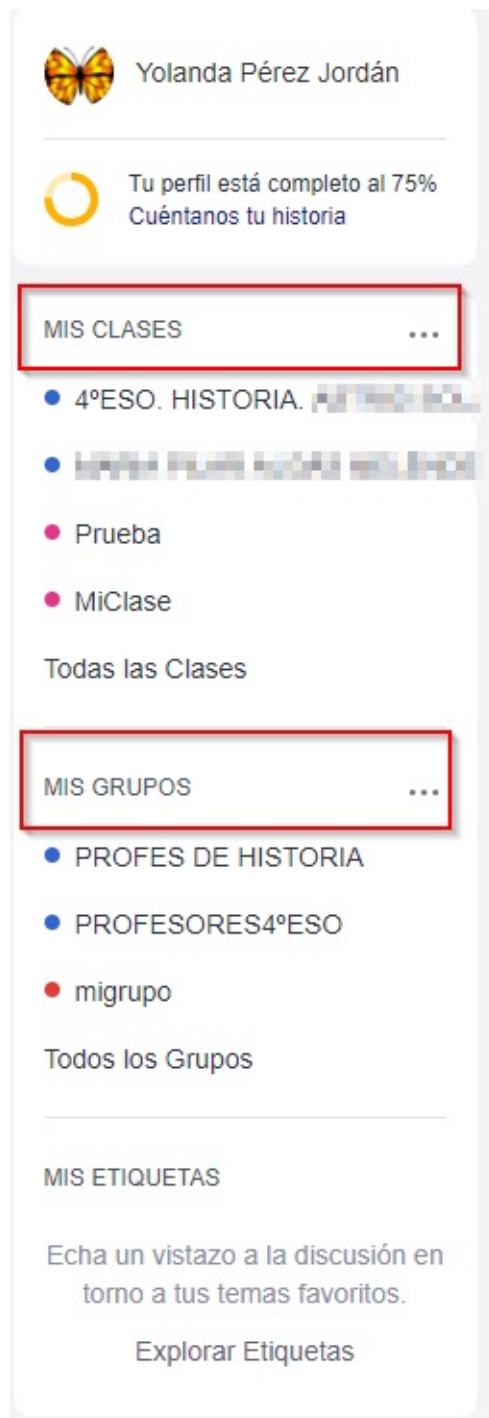 Yolanda Pérez Jordán
Tu perfil está completo al 75%
Cuéntanos tu historia
MIS CLASES
4ºESO. HISTORIA.
Prueba
MiClase
Todas las Clases
MIS GRUPOS
PROFES DE HISTORIA
PROFESORES4ºESO
migrupo
Todos los Grupos
MIS ETIQUETAS
Echa un vistazo a la discusión en
torno a tus temas favoritos.
Explorar Etiquetas